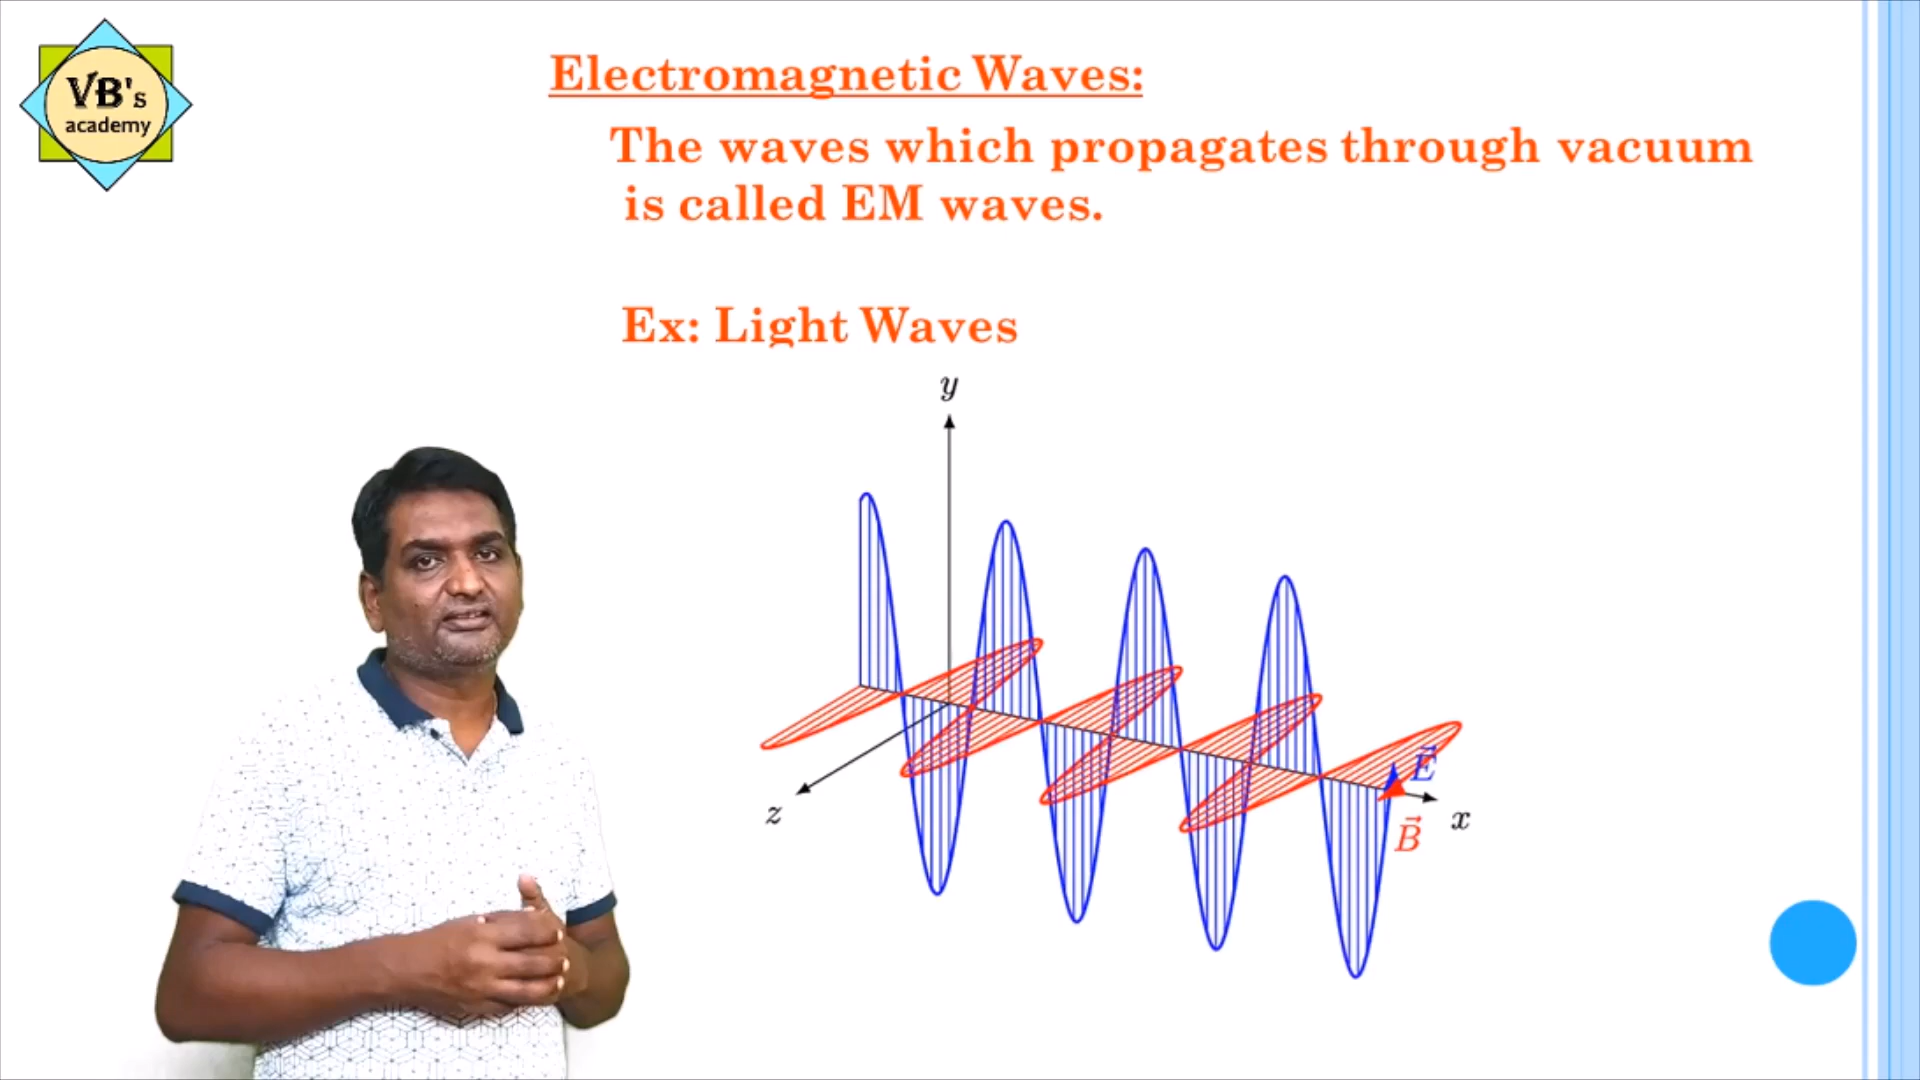 VB's
academy
Electromagnetic Waves:
The waves which propagates through vacuum
is called EM waves.
Ex: Light Waves
y
z
x
E⃗
B⃗